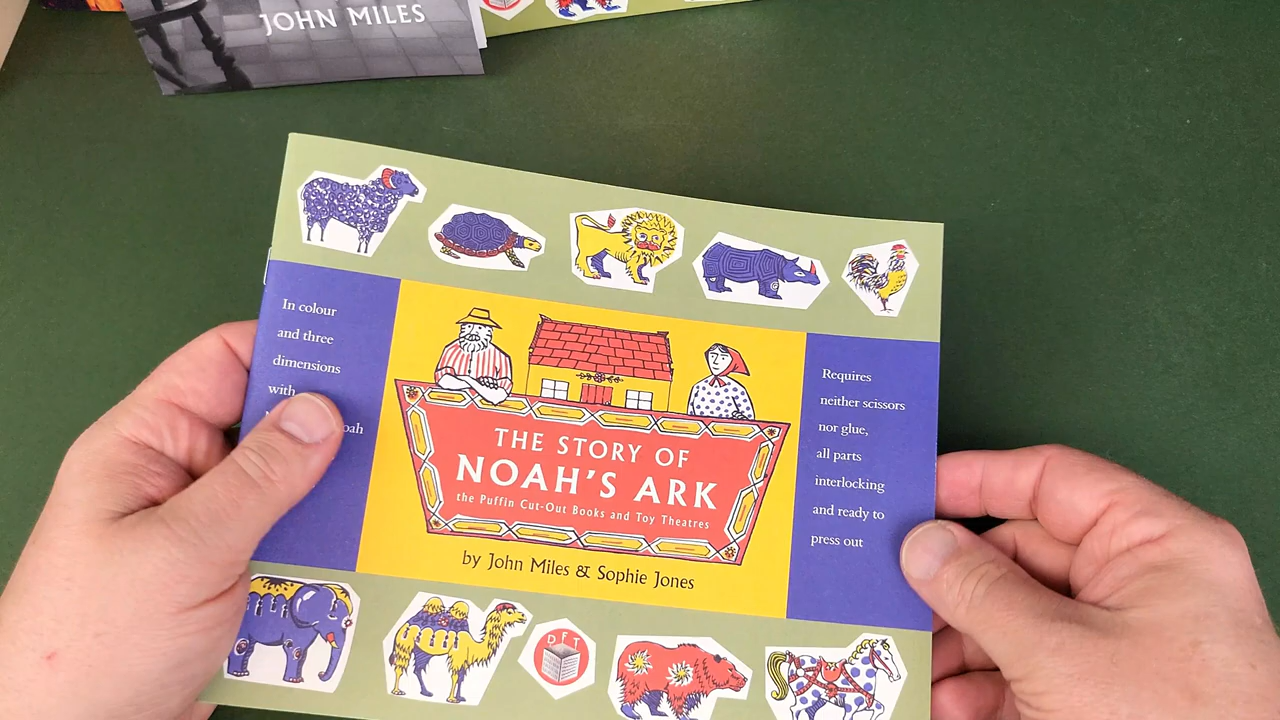 JOHN MILES
In colour
and three
dimensions
with
oah
THE STORY OF
NOAH'S ARK
the Puffin Cut-Out Books and Toy Theatres
by John Miles & Sophie Jones
Requires
neither scissors
nor glue,
all parts
interlocking
and ready to
press out
DFT